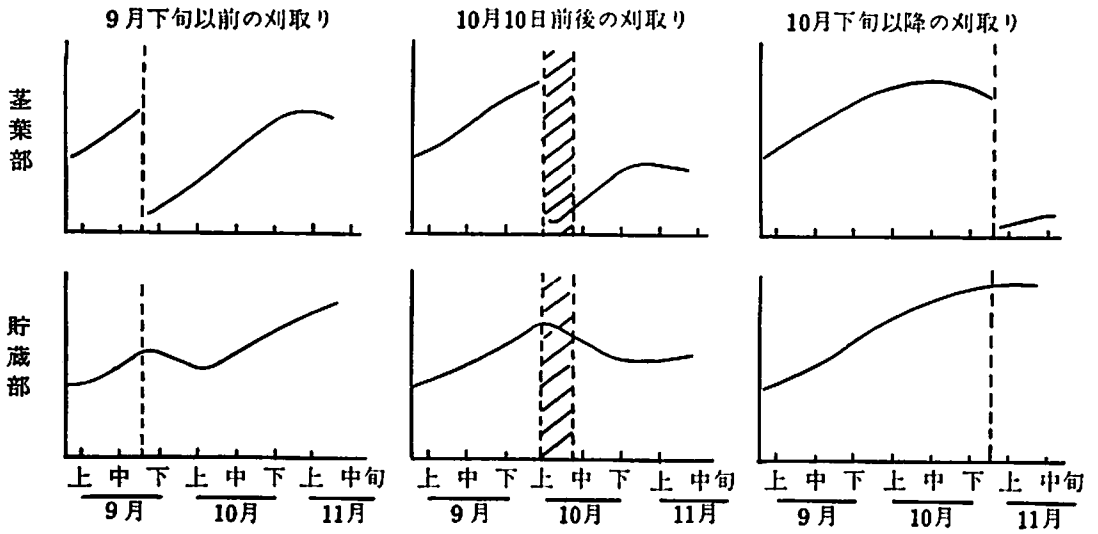 9月下旬以前の刈取り
10月10日前後の刈取り
10月下旬以降の刈取り
茎葉部
貯蔵部
上 中 下 上 中 下 上 中旬
9月 10月 11月
上 中 下 上 中 下 上 中旬
9月 10月 11月
上 中 下 上 中 下 上 中旬
9月 10月 11月